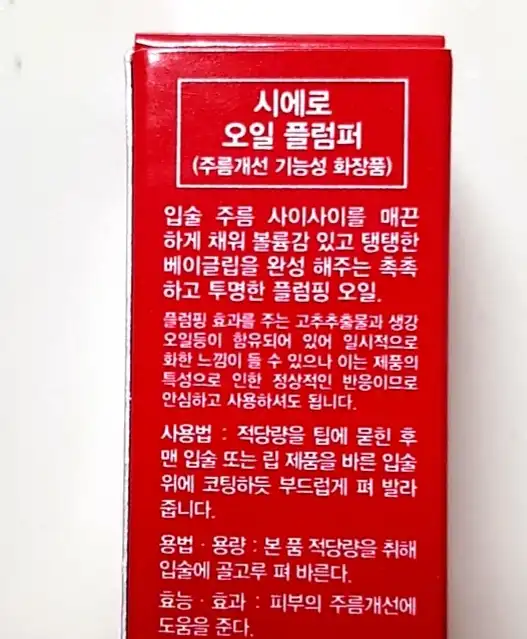 시에로
오일 플럼퍼
(주름개선 기능성 화장품)
입술 주름 사이사이를 매끈
하게 채워 볼륨감 있고 탱탱한
베이글립을 완성 해주는 촉촉
하고 투명한 플럼핑 오일.
플럼핑 효과를 주는 고추추출물과 생강
오일등이 함유되어 있어 일시적으로
화한 느낌이 들 수 있으나 이는 제품의
특성으로 인한 정상적인 반응이므로
안심하고 사용하셔도 됩니다.
사용법 : 적당량을 팁에 묻힌 후
맨 입술 또는 립 제품을 바른 입술
위에 코팅하듯 부드럽게 펴 발라
줍니다.
용법 · 용량 : 본 품 적당량을 취해
입술에 골고루 펴 바른다.
효능 · 효과 : 피부의 주름개선에
도움을 준다.